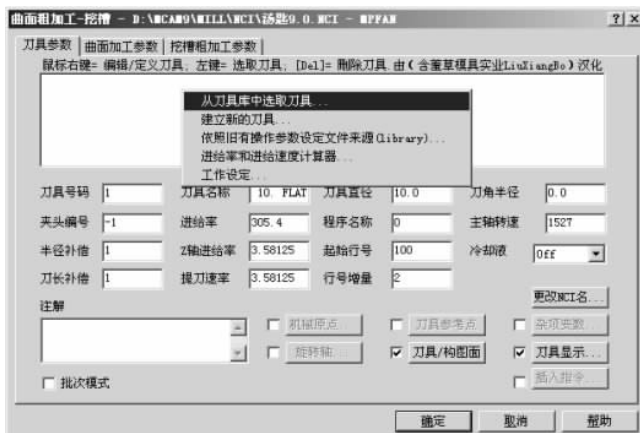 曲面粗加工-挖槽 - D:\MCAM9\MILL\NCI\汤匙9.0.NCI - MPFAN
刀具参数 曲面加工参数 挖槽粗加工参数
鼠标右键= 编辑/定义刀具; 左键= 选取刀具; [Del]= 删除刀具.由(含薰草模具实业LiuXiangBo)汉化
从刀具库中选取刀具...
建立新的刀具...
依照旧有操作参数设定文件来源(library)...
进给率和进给速度计算器...
工作设定...
刀具号码 1 刀具名称 10. FLAT 刀具直径 10.0 刀角半径 0.0
夹头编号 -1 进给率 305.4 程序名称 0 主轴转速 1527
半径补偿 1 Z轴进给率 3.58125 起始行号 100 冷却液 Off
刀长补偿 1 提刀速率 3.58125 行号增量 2
更改NCI名...
注解
机械原点 刀具参考点 杂项变数
旋转轴... 刀具/构图面 刀具显示...
批次模式 插入指令...
确定 取消 帮助